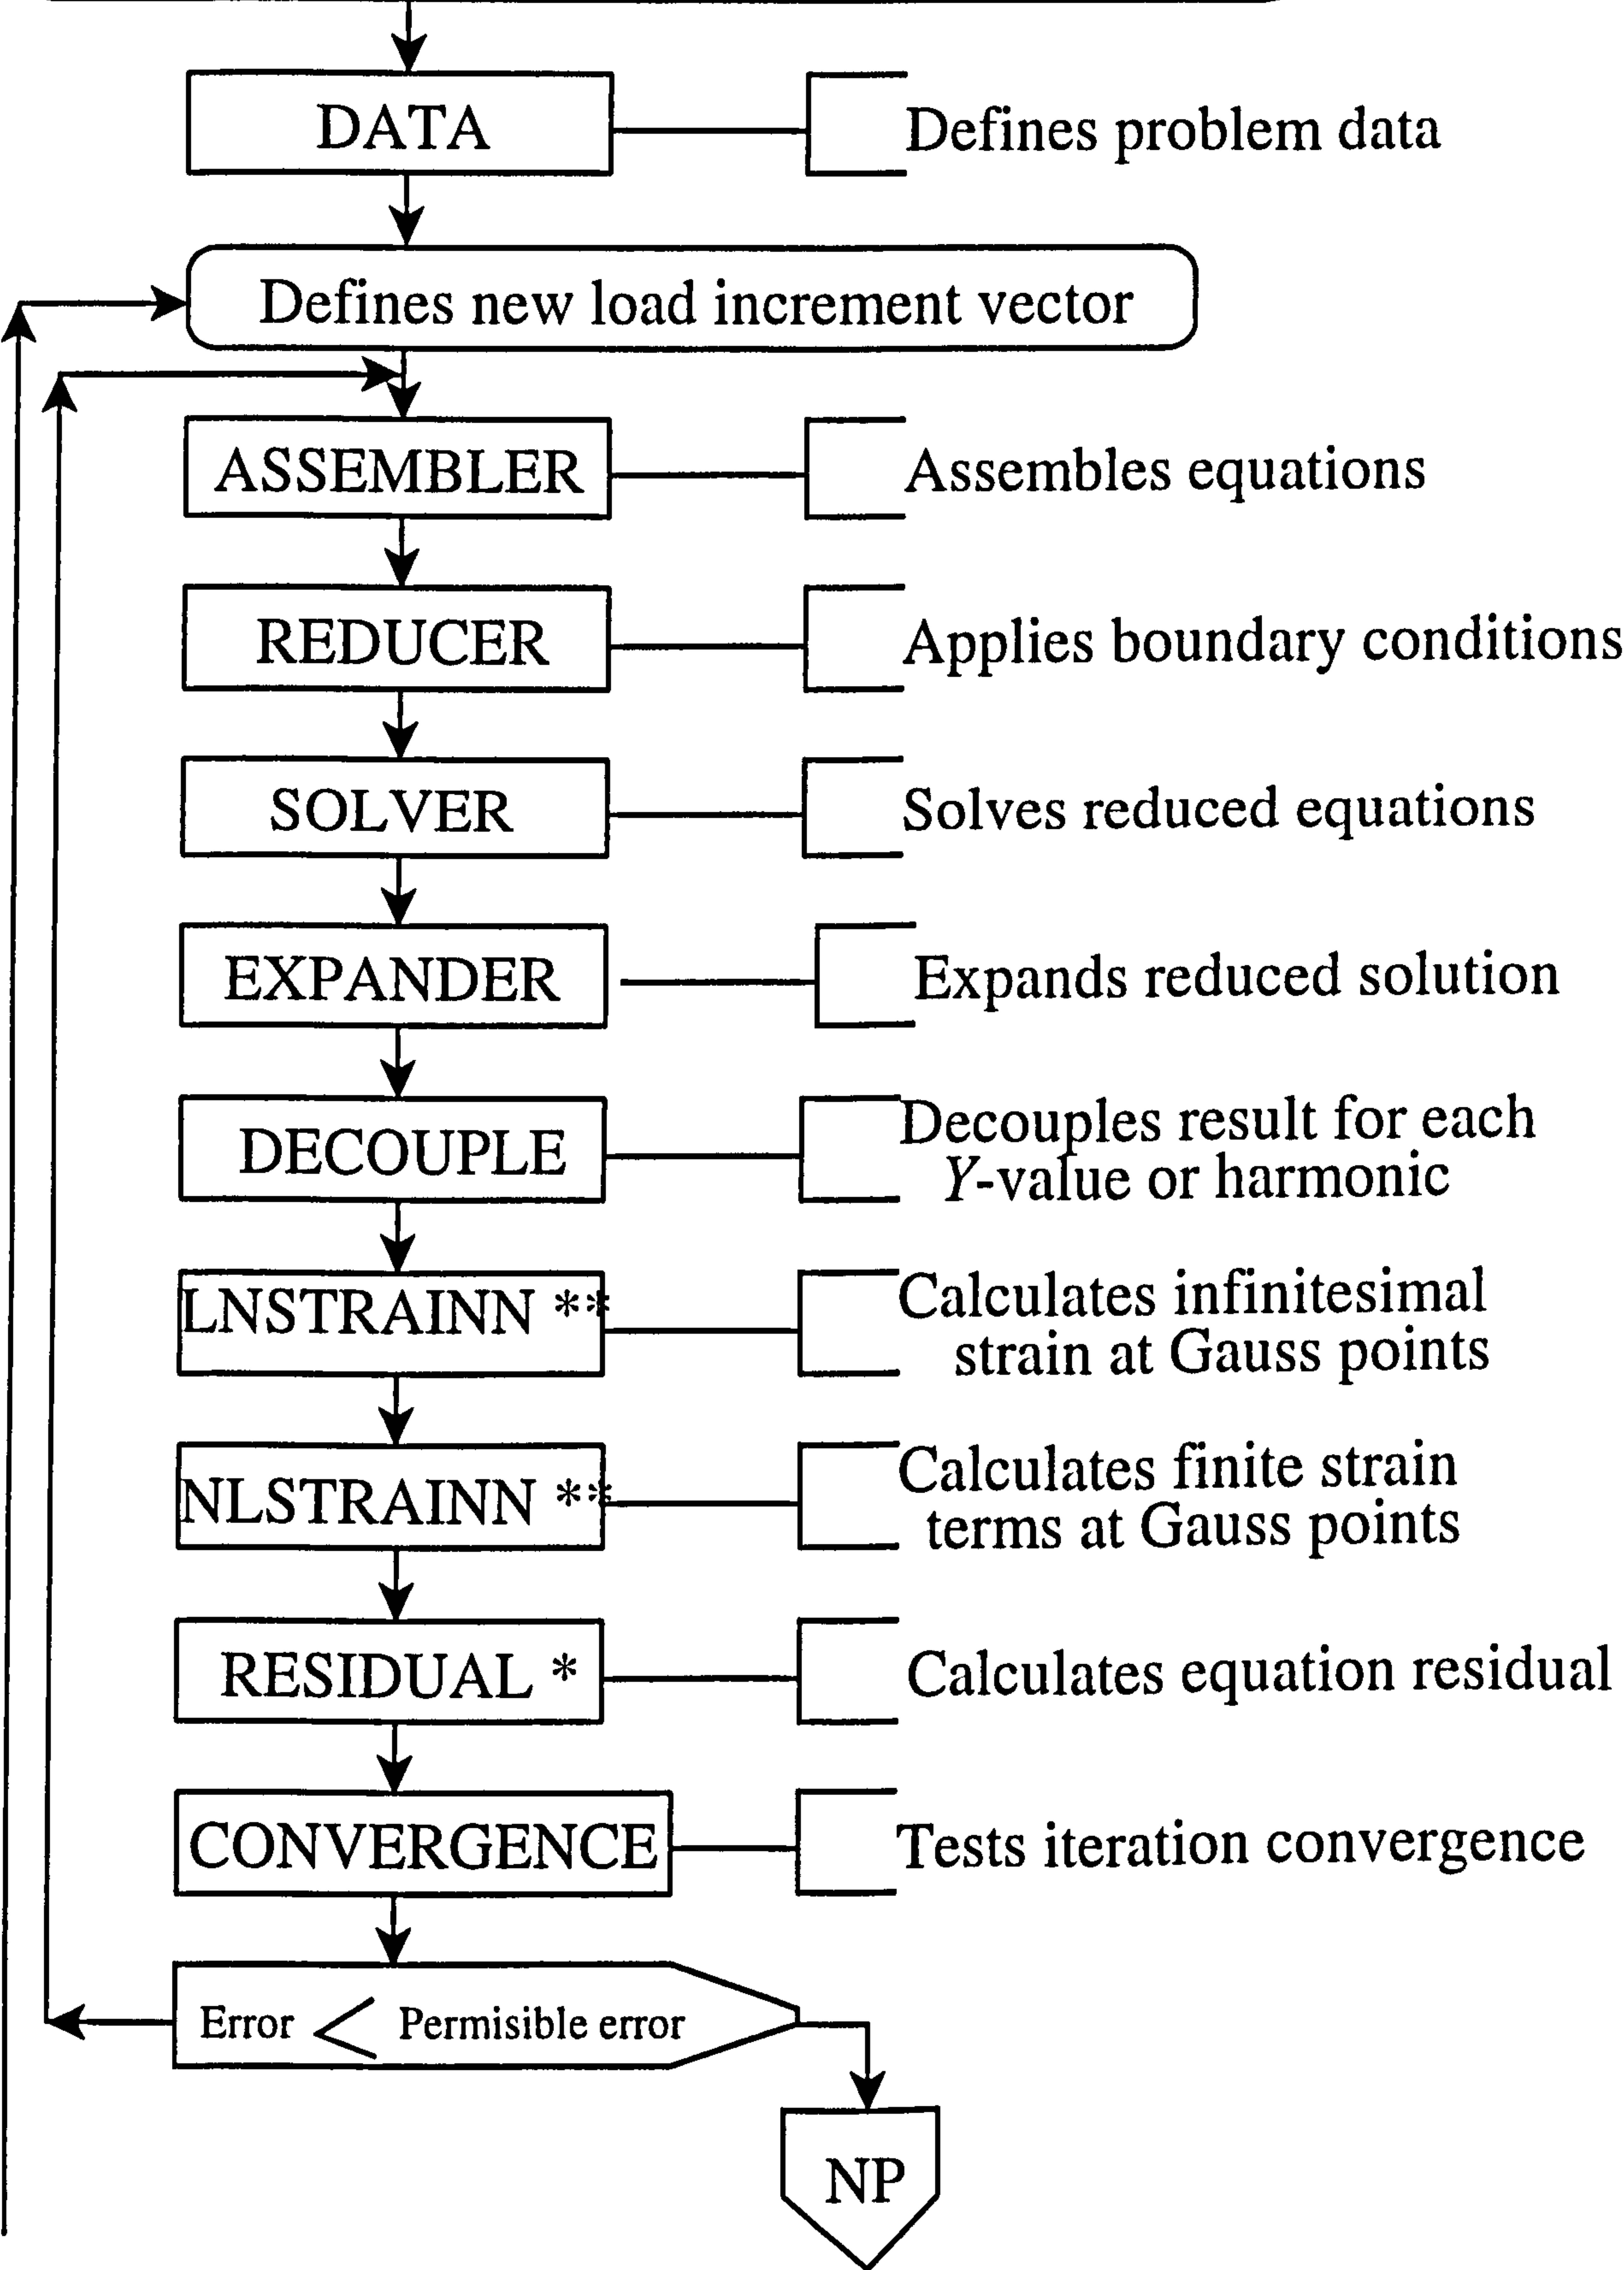 DATA
Defines problem data
Defines new load increment vector
ASSEMBLER
Assembles equations
REDUCER
Applies boundary conditions
SOLVER
Solves reduced equations
EXPANDER
Expands reduced solution
DECOUPLE
Decouples result for each
Y-value or harmonic
LNSTRAINN **
Calculates infinitesimal
strain at Gauss points
NLSTRAINN **
Calculates finite strain
terms at Gauss points
RESIDUAL *
Calculates equation residual
CONVERGENCE
Tests iteration convergence
Error < Permisible error
NP